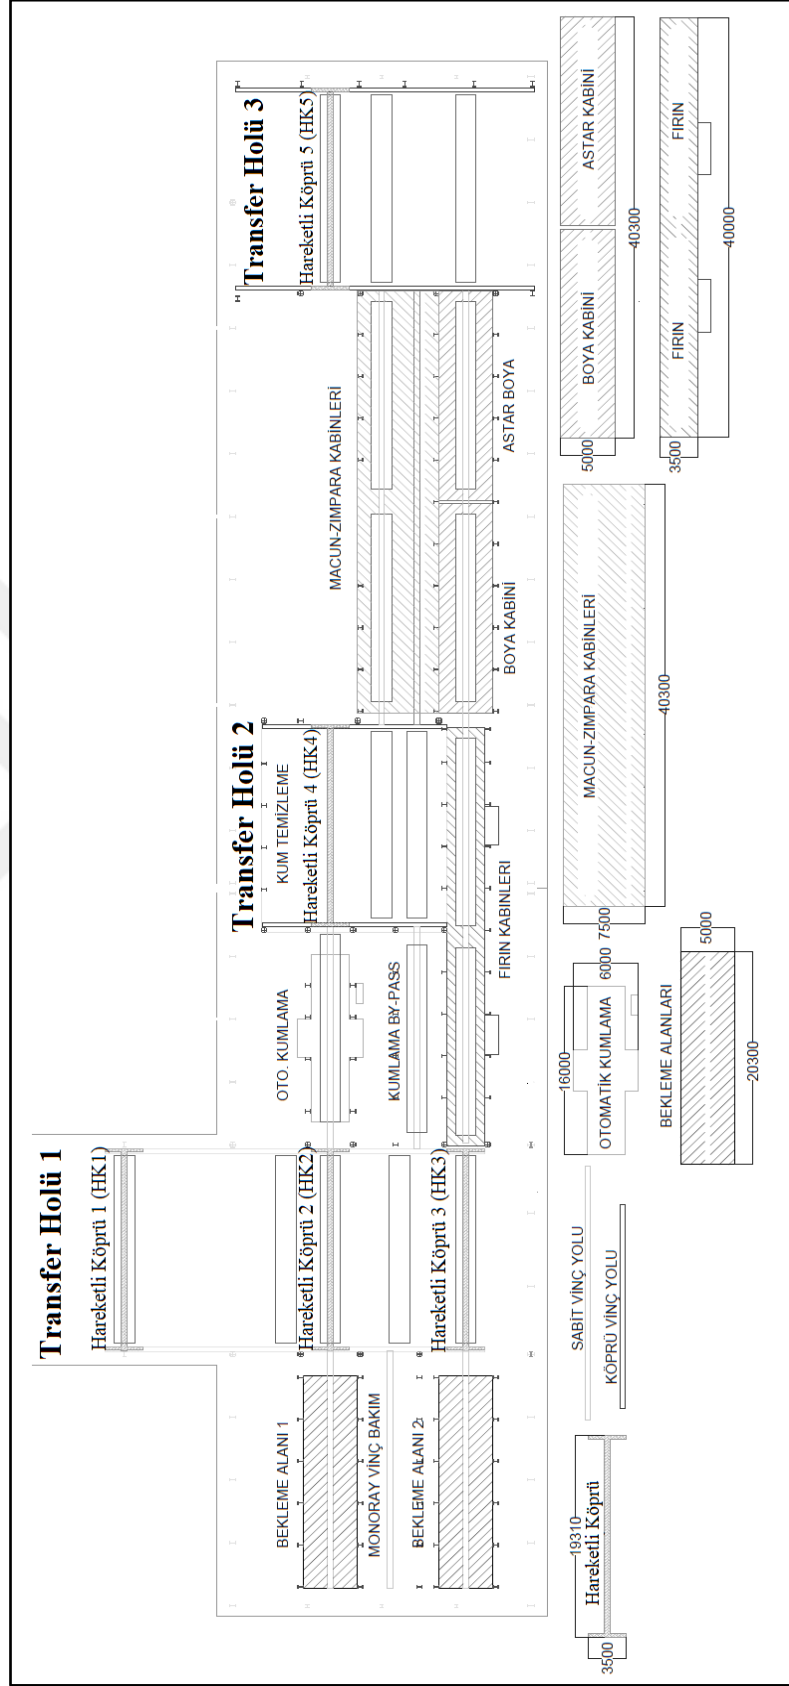 Transfer Holü 1
Hareketli Köprü 1 (HK1)
Hareketli Köprü 2 (HK2)
Hareketli Köprü 3 (HK3)
BEKLEME ALANI 1
MONORAY VİNÇ BAKIM
BEKLEME ALANI 2
OTO. KUMLAMA
KUMLAMA BY-PASS
FIRIN KABİNLERİ
Transfer Holü 2
KUM TEMİZLEME
Hareketli Köprü 4 (HK4)
MACUN-ZIMPARA KABİNLERİ
BOYA KABİNİ
ASTAR BOYA
Transfer Holü 3
Hareketli Köprü 5 (HK5)
19310
Hareketli Köprü
3500
SABİT VİNÇ YOLU
KÖPRÜ VİNÇ YOLU
16000
OTOMATİK KUMLAMA
6000
BEKLEME ALANLARI
5000
20300
MACUN-ZIMPARA KABİNLERİ
7500
40300
BOYA KABİNİ
ASTAR KABİNİ
5000
40300
FIRIN
FIRIN
3500
40000